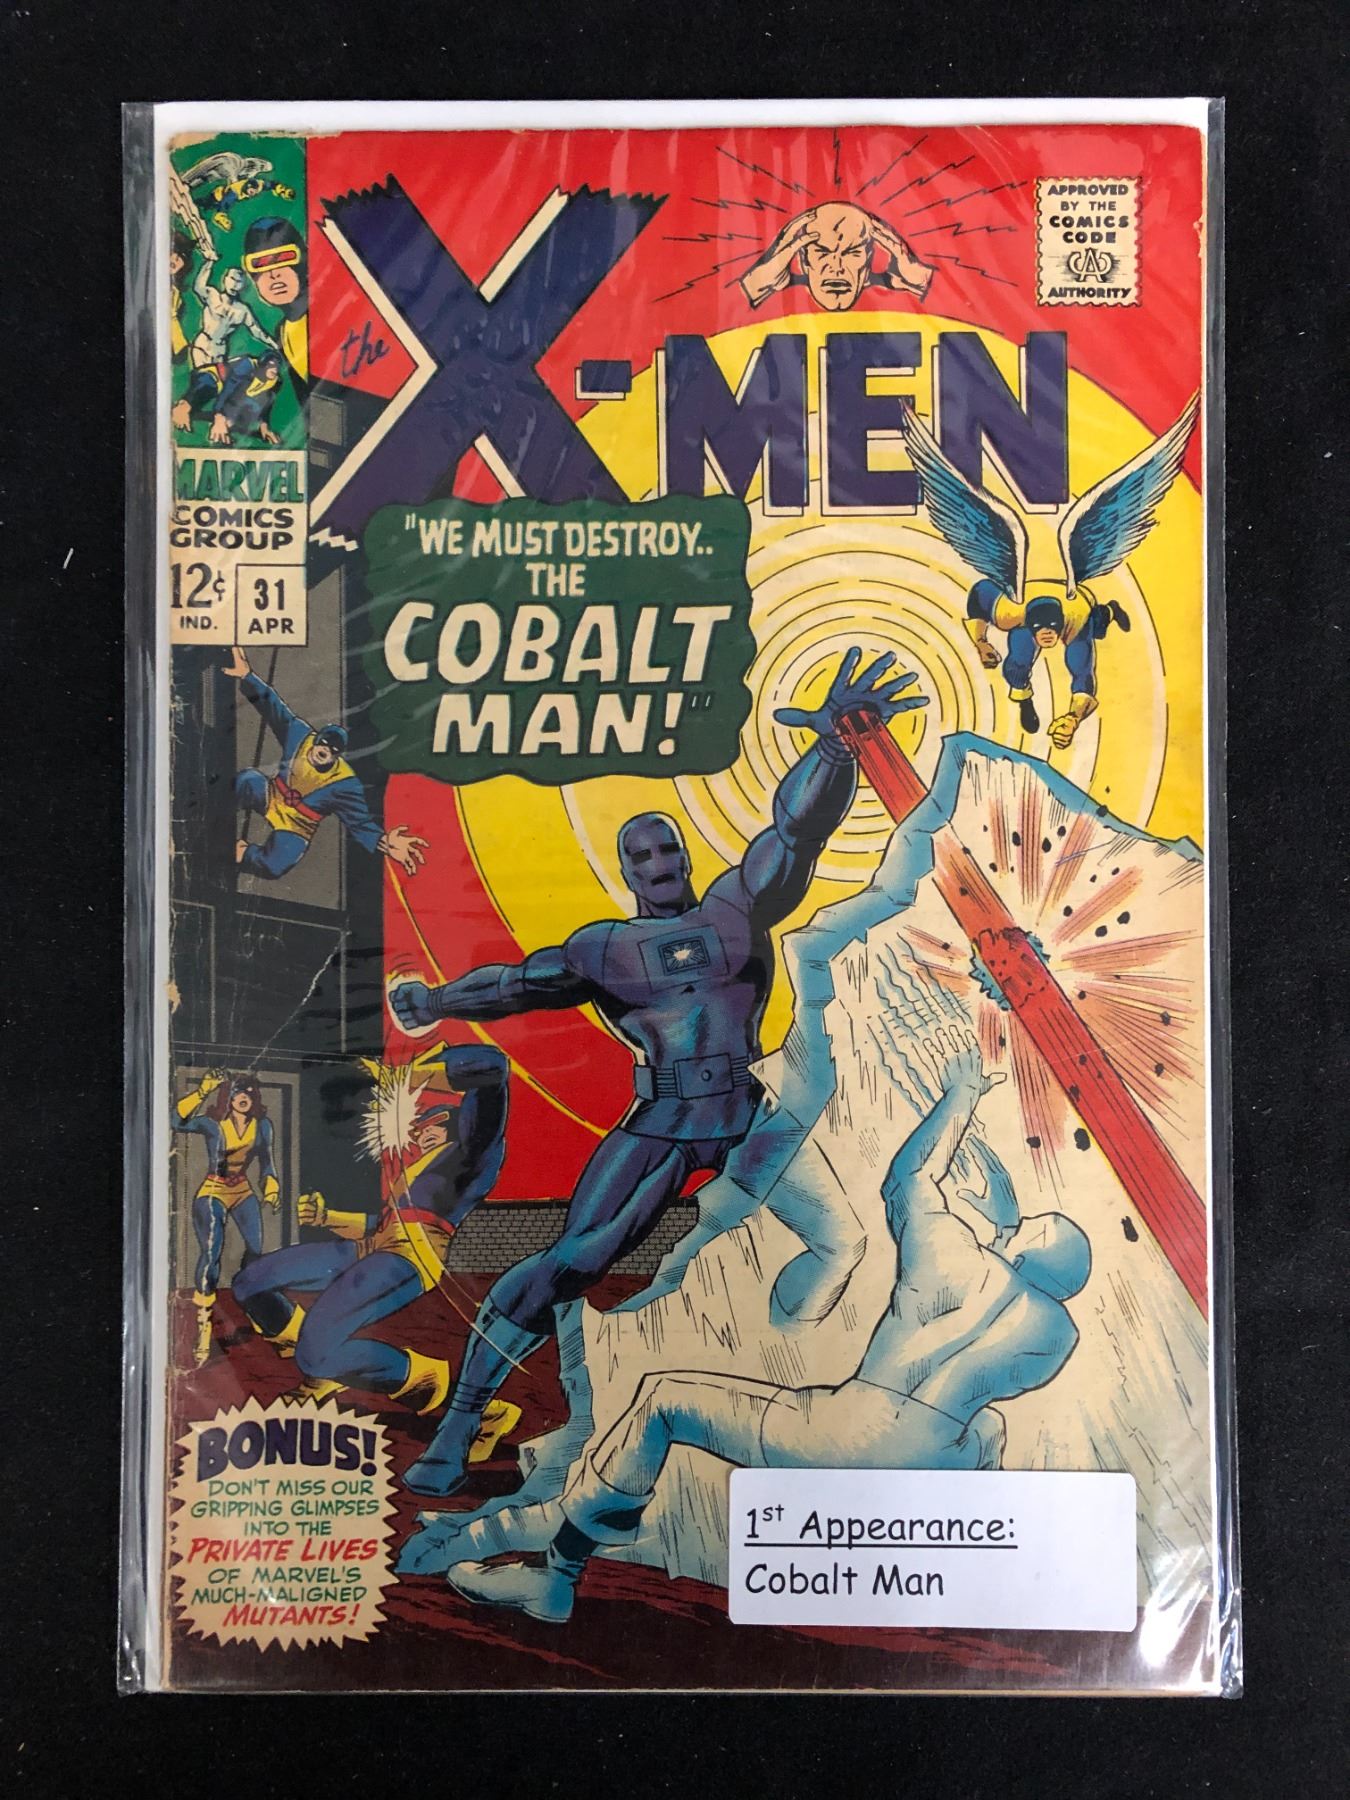 the
X-MEN
APPROVED
BY THE
COMICS
CODE
CA
AUTHORITY
MARVEL
COMICS
GROUP
12¢
IND.
31
APR
"WE MUST DESTROY..
THE
COBALT
MAN!"
BONUS!
DON'T MISS OUR
GRIPPING GLIMPSES
INTO THE
PRIVATE LIVES
OF MARVEL'S
MUCH-MALIGNED
MUTANTS!
1st Appearance:
Cobalt Man